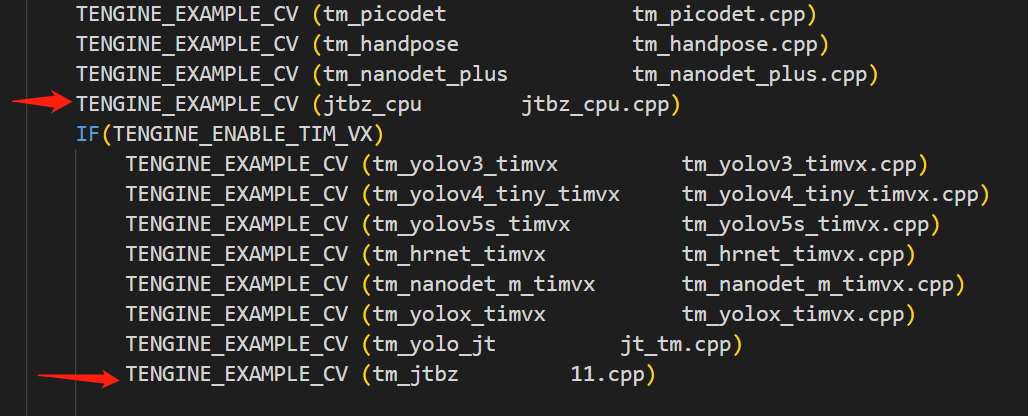 TENGINE_EXAMPLE_CV (tm_picodet tm_picodet.cpp)
TENGINE_EXAMPLE_CV (tm_handpose tm_handpose.cpp)
TENGINE_EXAMPLE_CV (tm_nanodet_plus tm_nanodet_plus.cpp)
TENGINE_EXAMPLE_CV (jtbz_cpu jtbz_cpu.cpp)
IF(TENGINE_ENABLE_TIM_VX)
TENGINE_EXAMPLE_CV (tm_yolov3_timvx tm_yolov3_timvx.cpp)
TENGINE_EXAMPLE_CV (tm_yolov4_tiny_timvx tm_yolov4_tiny_timvx.cpp)
TENGINE_EXAMPLE_CV (tm_yolov5s_timvx tm_yolov5s_timvx.cpp)
TENGINE_EXAMPLE_CV (tm_hrnet_timvx tm_hrnet_timvx.cpp)
TENGINE_EXAMPLE_CV (tm_nanodet_m_timvx tm_nanodet_m_timvx.cpp)
TENGINE_EXAMPLE_CV (tm_yolox_timvx tm_yolox_timvx.cpp)
TENGINE_EXAMPLE_CV (tm_yolo_jt jt_tm.cpp)
TENGINE_EXAMPLE_CV (tm_jtbz 11.cpp)